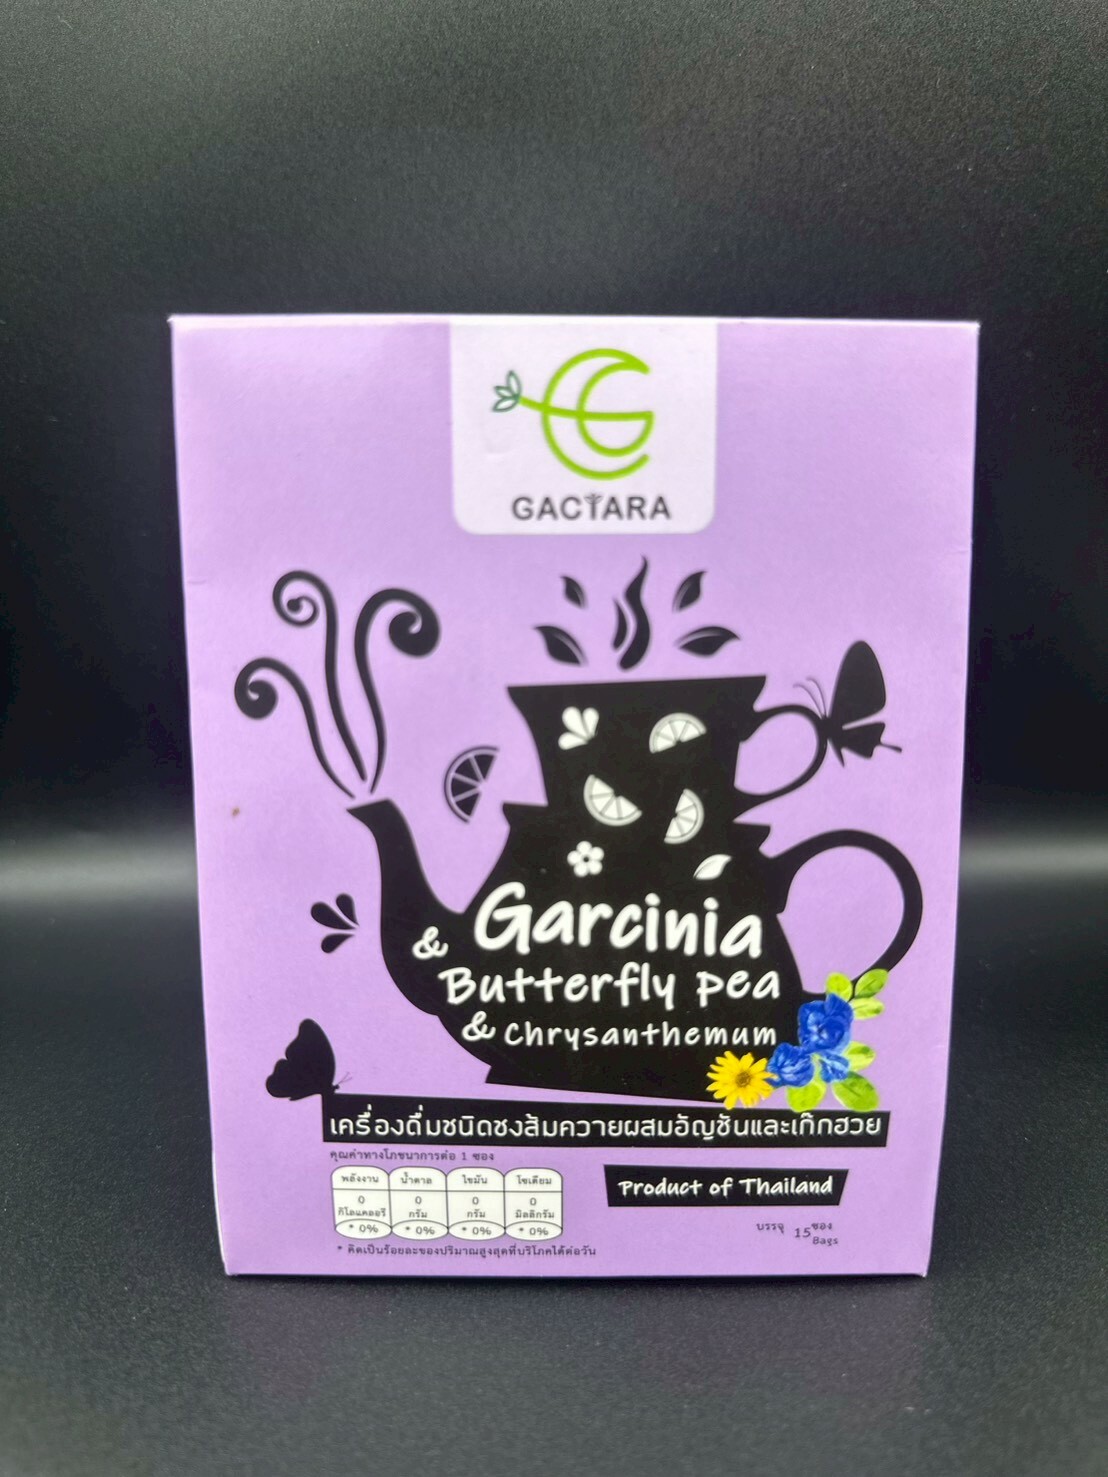 GACTARA
Garcinia
& Butterfly pea
& Chrysanthemum
เครื่องดื่มชนิดชงส้มควายผสมอัญชันและเก๊กฮวย
คุณค่าทางโภชนาการต่อ 1 ซอง
พลังงาน น้ำตาล ไขมัน โซเดียม
0 0 0 0
กิโลแคลอรี กรัม กรัม มิลลิกรัม
* 0% * 0% * 0% * 0%
* คิดเป็นร้อยละของปริมาณสูงสุดที่บริโภคได้ต่อวัน
Product of Thailand
บรรจุ 15 ซอง
Bags